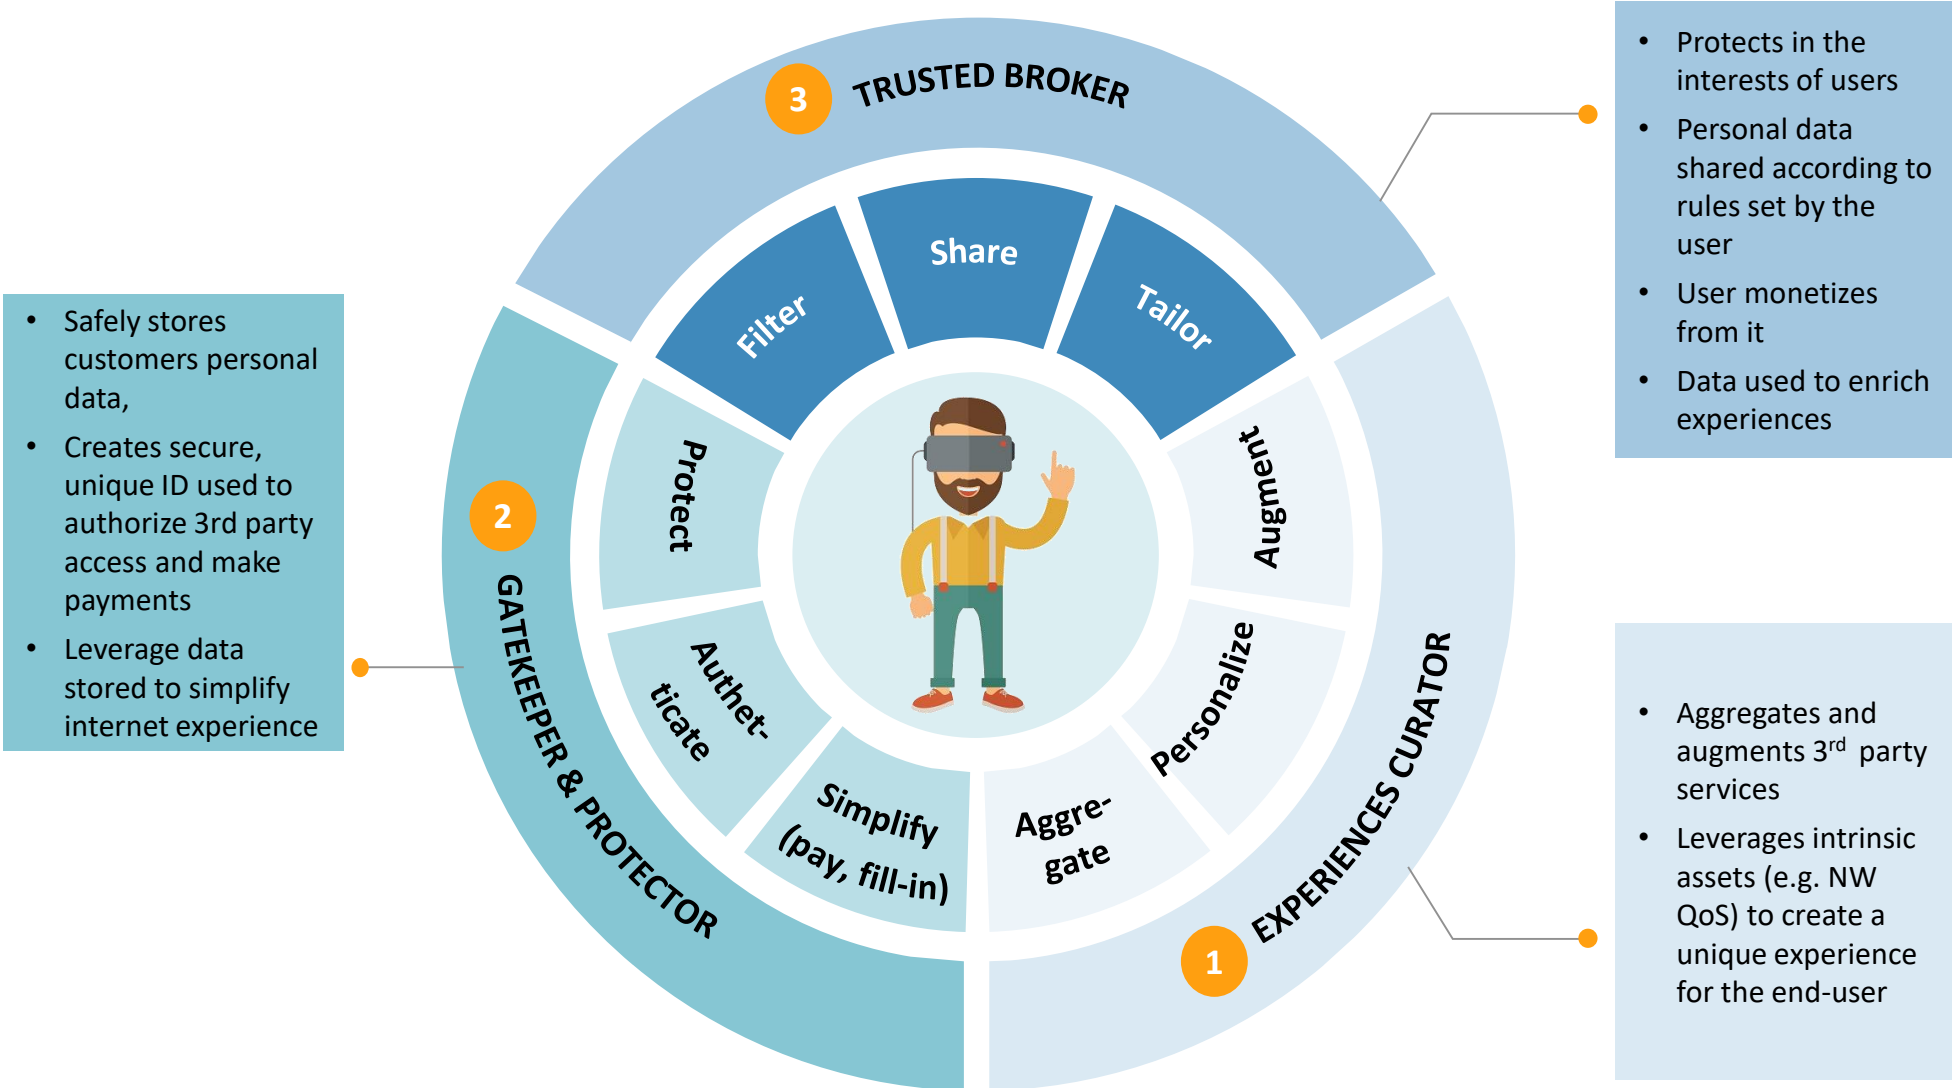 3
TRUSTED BROKER
Filter
Share
Tailor
• Protects in the
interests of users
• Personal data
shared according to
rules set by the
user
• User monetizes
from it
• Data used to enrich
experiences
• Safely stores
customers personal
data,
• Creates secure,
unique ID used to
authorize 3rd party
access and make
payments
• Leverage data
stored to simplify
internet experience
2
GATEKEEPER & PROTECTOR
Protect
Authet-
ticate
Simplify
(pay, fill-in)
Augment
Personalize
Aggre-
gate
1
EXPERIENCES CURATOR
• Aggregates and
augments 3rd party
services
• Leverages intrinsic
assets (e.g. NW
QoS) to create a
unique experience
for the end-user